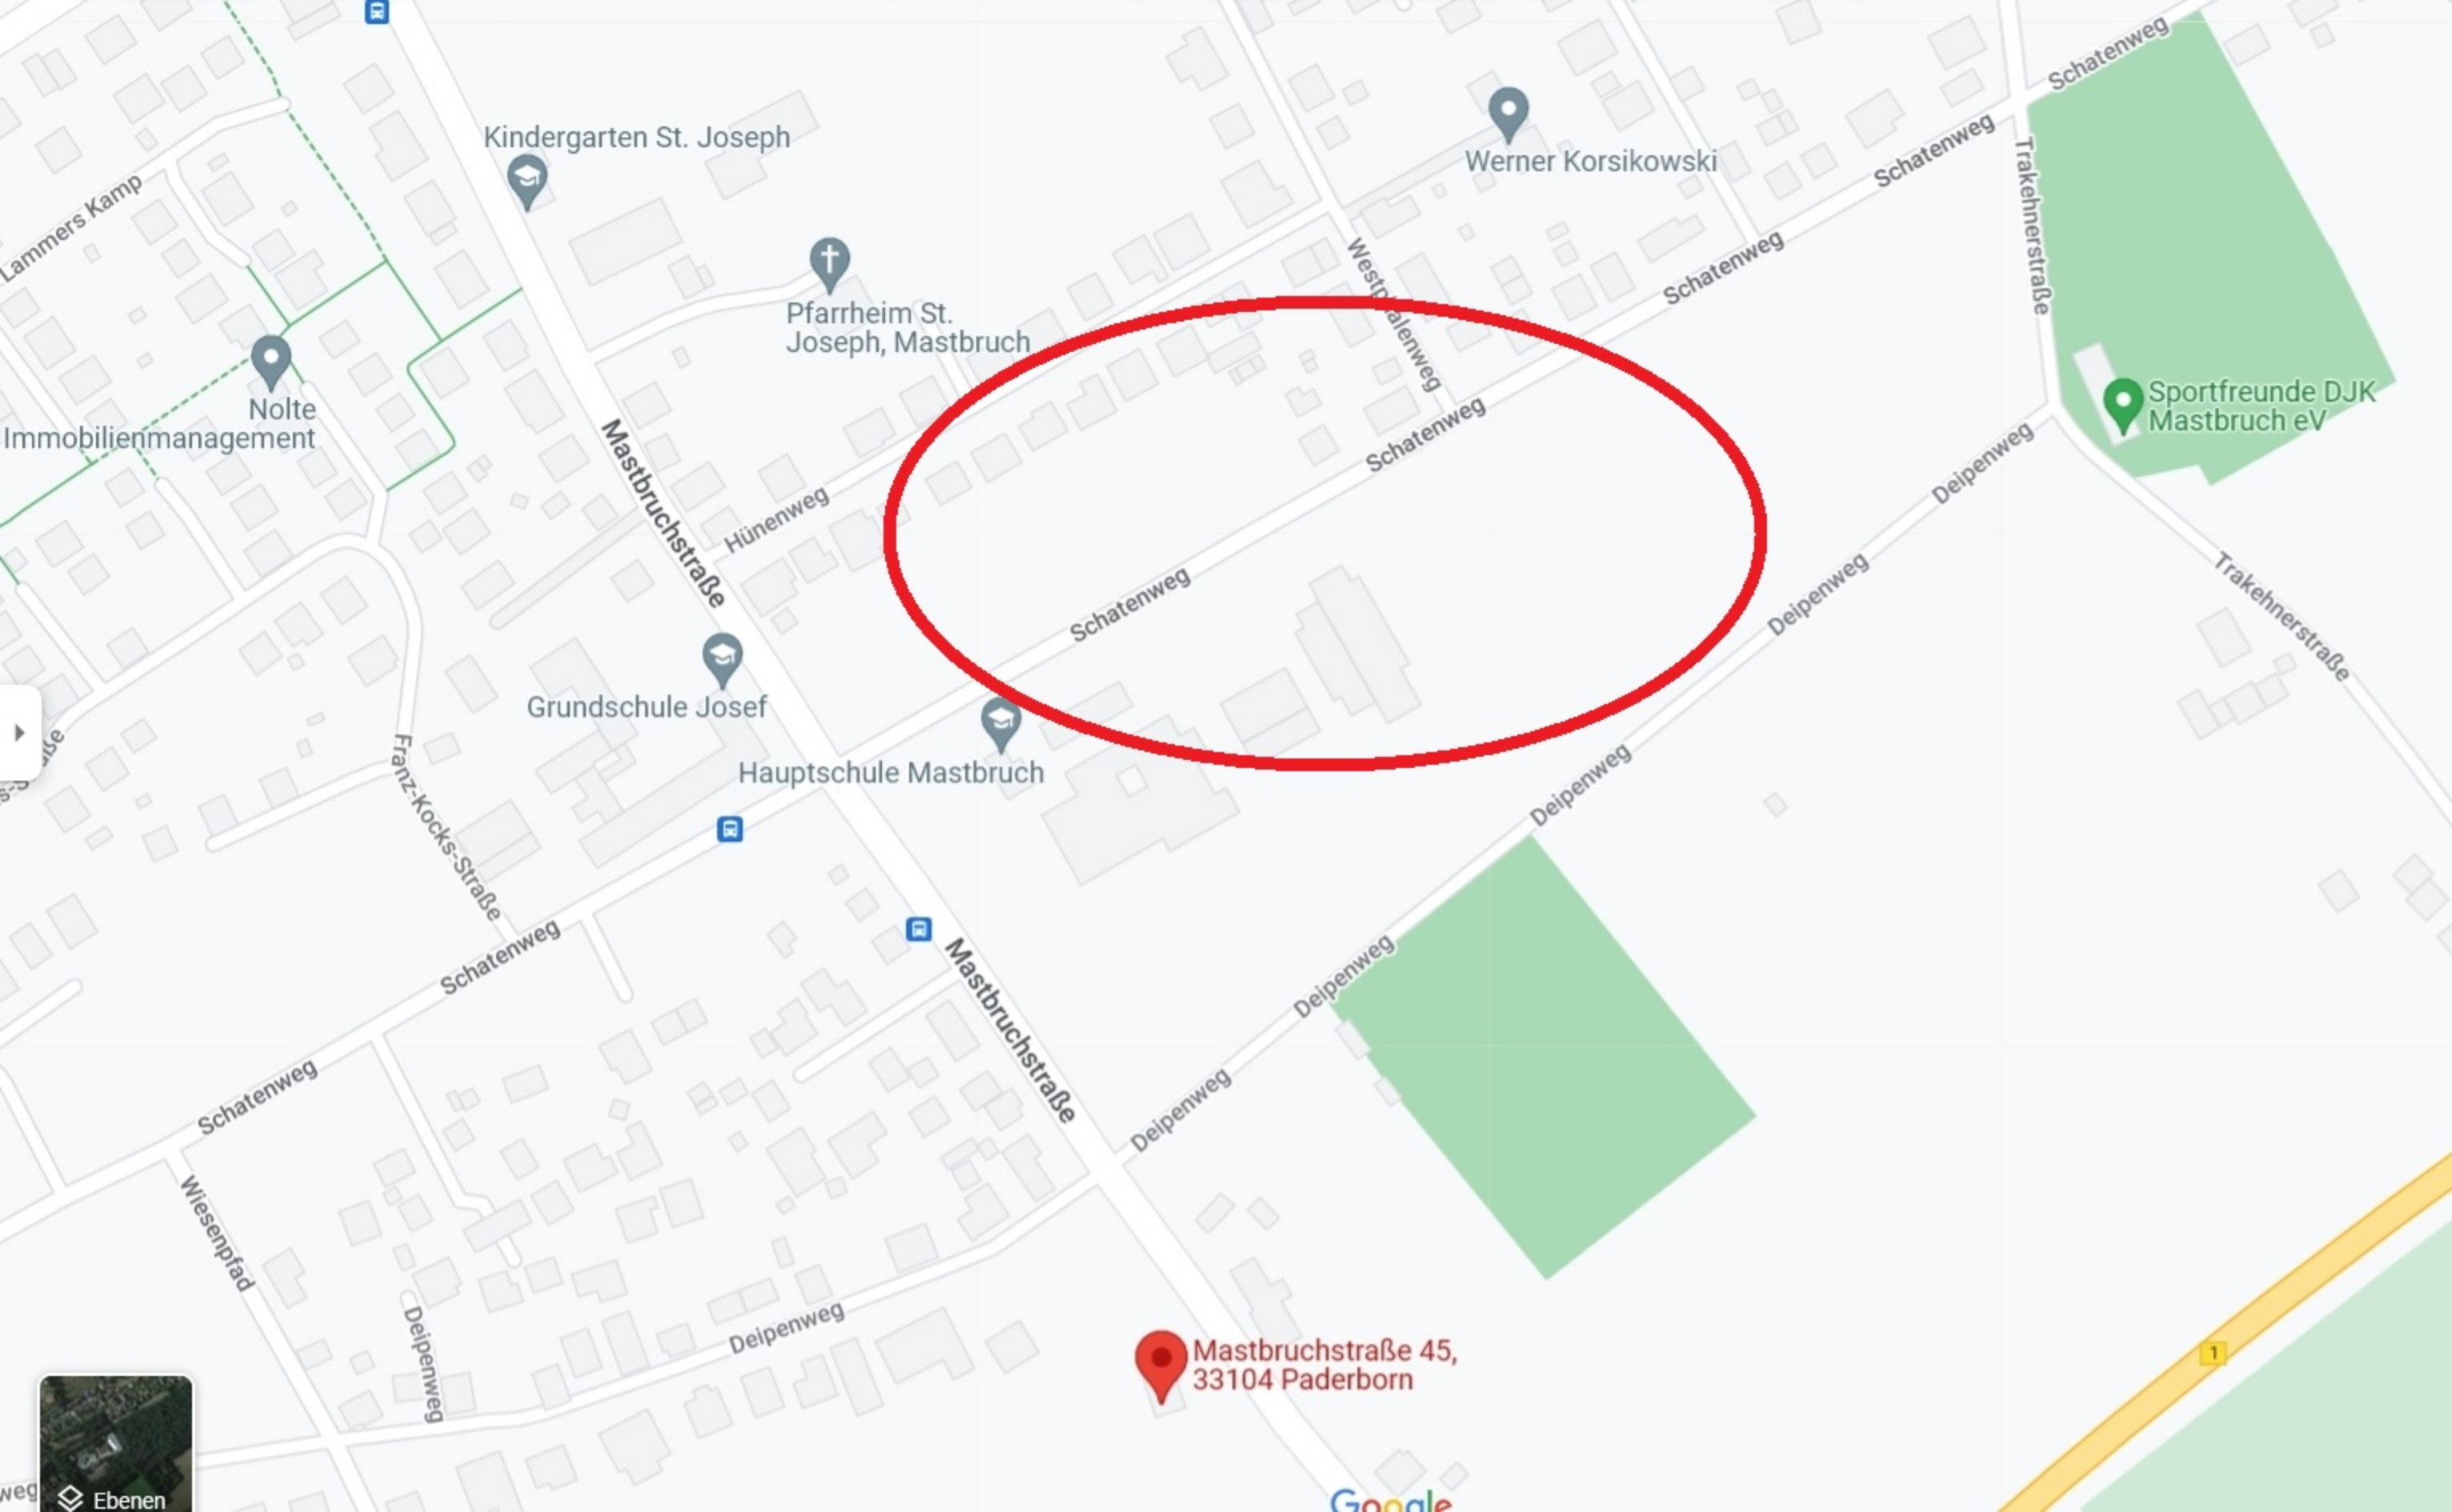 Schatenweg
Kindergarten St. Joseph
Werner Korsikowski
Schatenweg
Trakehnerstraße
Lammers Kamp
Schatenweg
Westphalenweg
Pfarrheim St.
Joseph, Mastbruch
Nolte
Immobilienmanagement
Sportfreunde DJK
Mastbruch eV
Mastbruchstraße
Schatenweg
Deipenweg
Hünenweg
Schatenweg
Deipenweg
Trakehnerstraße
Grundschule Josef
Hauptschule Mastbruch
Franz-Kocks-Straße
Deipenweg
Schatenweg
Deipenweg
Mastbruchstraße
Schatenweg
Deipenweg
Wiesenpfad
Deipenweg
Deipenweg
Mastbruchstraße 45,
33104 Paderborn
1
Ebenen
weg
Google